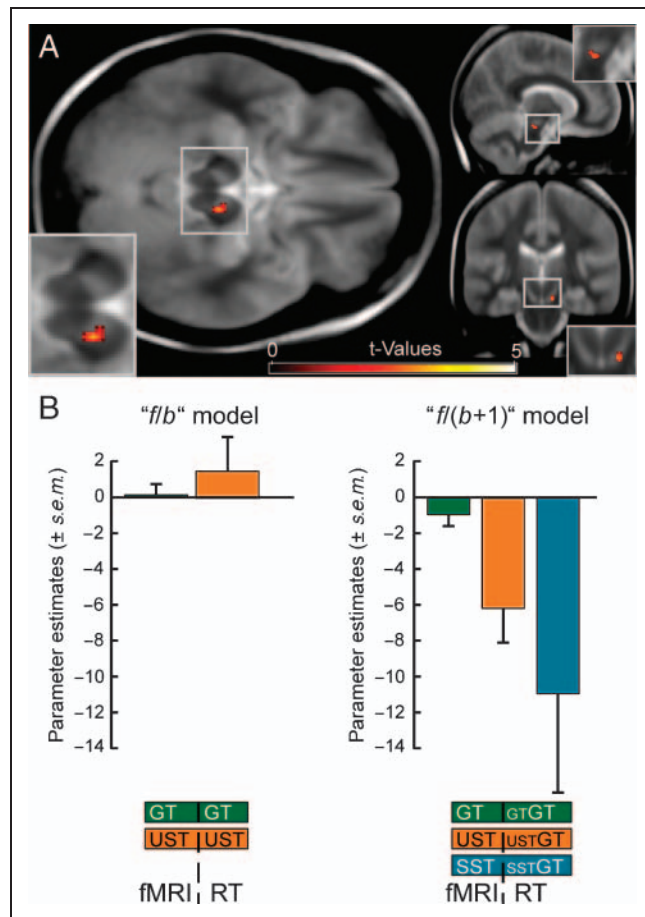 A
0 5
t-Values
B
“f/b“ model
Parameter estimates (± s.e.m.)
2
0
−2
−4
−6
−8
−10
−12
−14
GT GT
UST UST
fMRI RT
“f/(b+1)“ model
Parameter estimates (± s.e.m.)
2
0
−2
−4
−6
−8
−10
−12
−14
GT GTGT
UST USTGT
SST SSTGT
fMRI RT